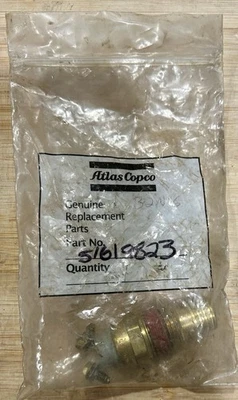 Atlas Copco
Genuine
Replacement
Parts
Part No. 51619823
Quantity